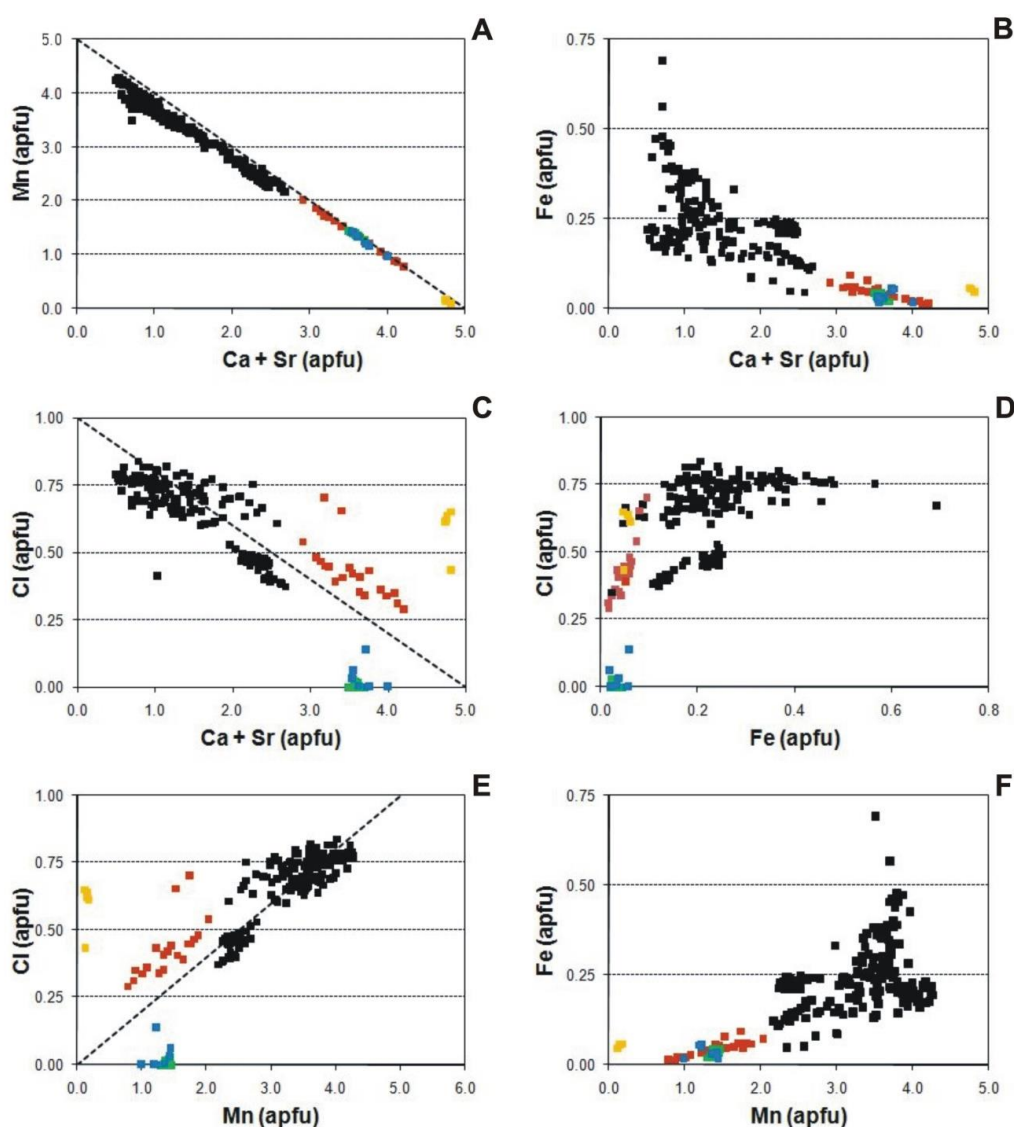 A
5.0
4.0
3.0
2.0
1.0
0.0
Mn (apfu)
0.0 1.0 2.0 3.0 4.0 5.0
Ca + Sr (apfu)
B
0.75
0.50
0.25
0.00
Fe (apfu)
0.0 1.0 2.0 3.0 4.0 5.0
Ca + Sr (apfu)
C
1.00
0.75
0.50
0.25
0.00
Cl (apfu)
0.0 1.0 2.0 3.0 4.0 5.0
Ca + Sr (apfu)
D
1.00
0.75
0.50
0.25
0.00
Cl (apfu)
0.0 0.2 0.4 0.6 0.8
Fe (apfu)
E
1.00
0.75
0.50
0.25
0.00
Cl (apfu)
0.0 1.0 2.0 3.0 4.0 5.0 6.0
Mn (apfu)
F
0.75
0.50
0.25
0.00
Fe (apfu)
0.0 1.0 2.0 3.0 4.0 5.0
Mn (apfu)